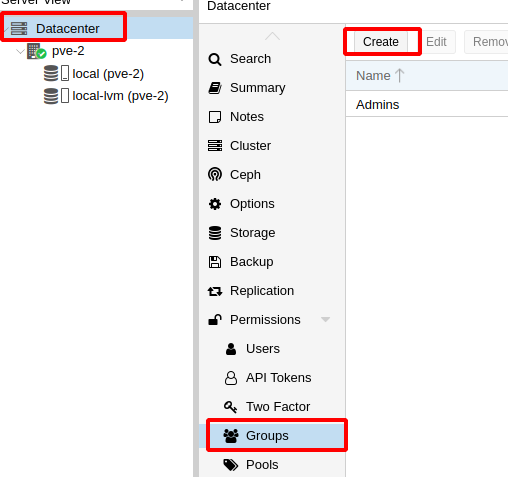 Server View
Datacenter
pve-2
local (pve-2)
local-lvm (pve-2)
Datacenter
Search
Summary
Notes
Cluster
Ceph
Options
Storage
Backup
Replication
Permissions
Users
API Tokens
Two Factor
Groups
Pools
Create
Edit
Remov
Name
Admins